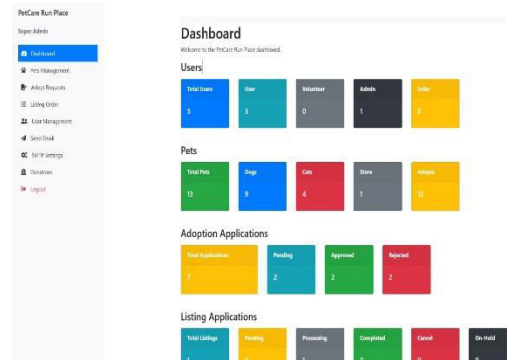 PetCare Run Place
Super Admin
Dashboard
Pets Management
Adopt Requests
Listing Order
User Management
Send Email
SMTP Settings
Donations
Logout
Dashboard
Welcome to the PetCare Run Place dashboard.
Users
Total Users User Volunteer Admin Seller
5 3 0 1 0
Pets
Total Pets Dogs Cats Store Adopte
13 9 4 1 12
Adoption Applications
Total Applications Pending Approved Rejected
7 2 2 2
Listing Applications
Total Listings Pending Processing Completed Cancel On-Hold